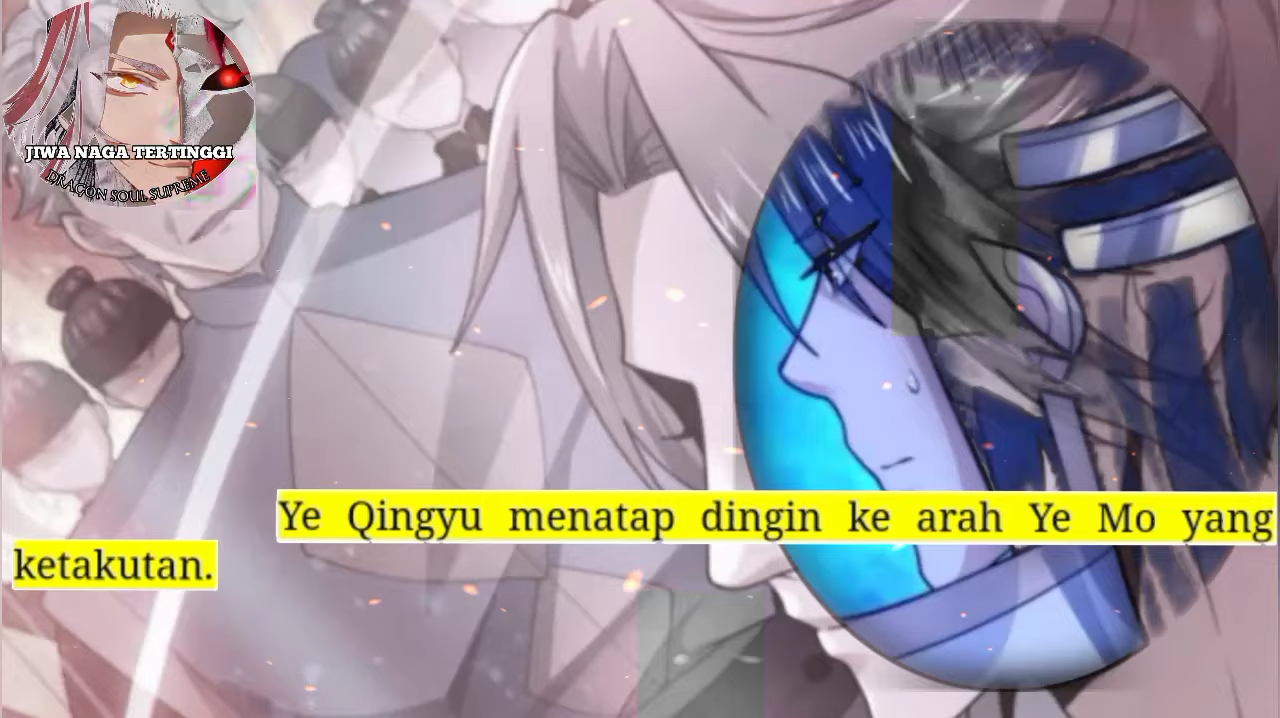 JIWA NAGA TERTINGGI
DRAGON SOUL SUPREME
Ye Qingyu menatap dingin ke arah Ye Mo yang
ketakutan.